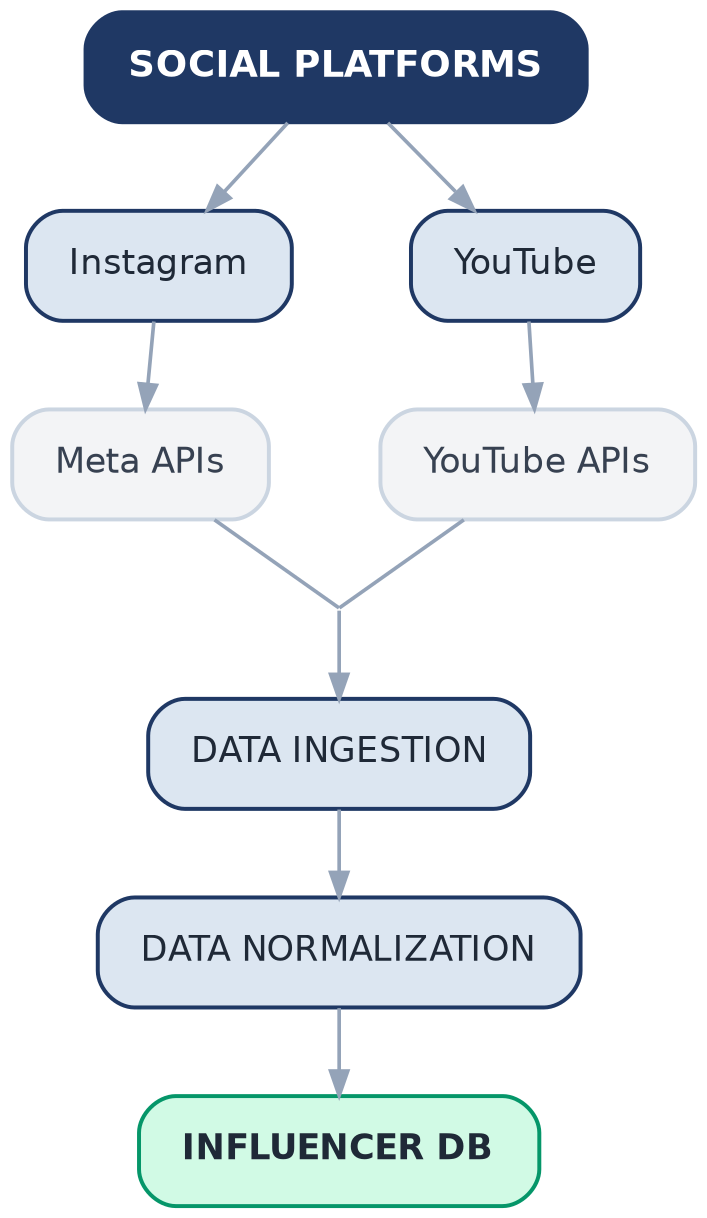 SOCIAL PLATFORMS
Instagram
YouTube
Meta APIs
YouTube APIs
DATA INGESTION
DATA NORMALIZATION
INFLUENCER DB